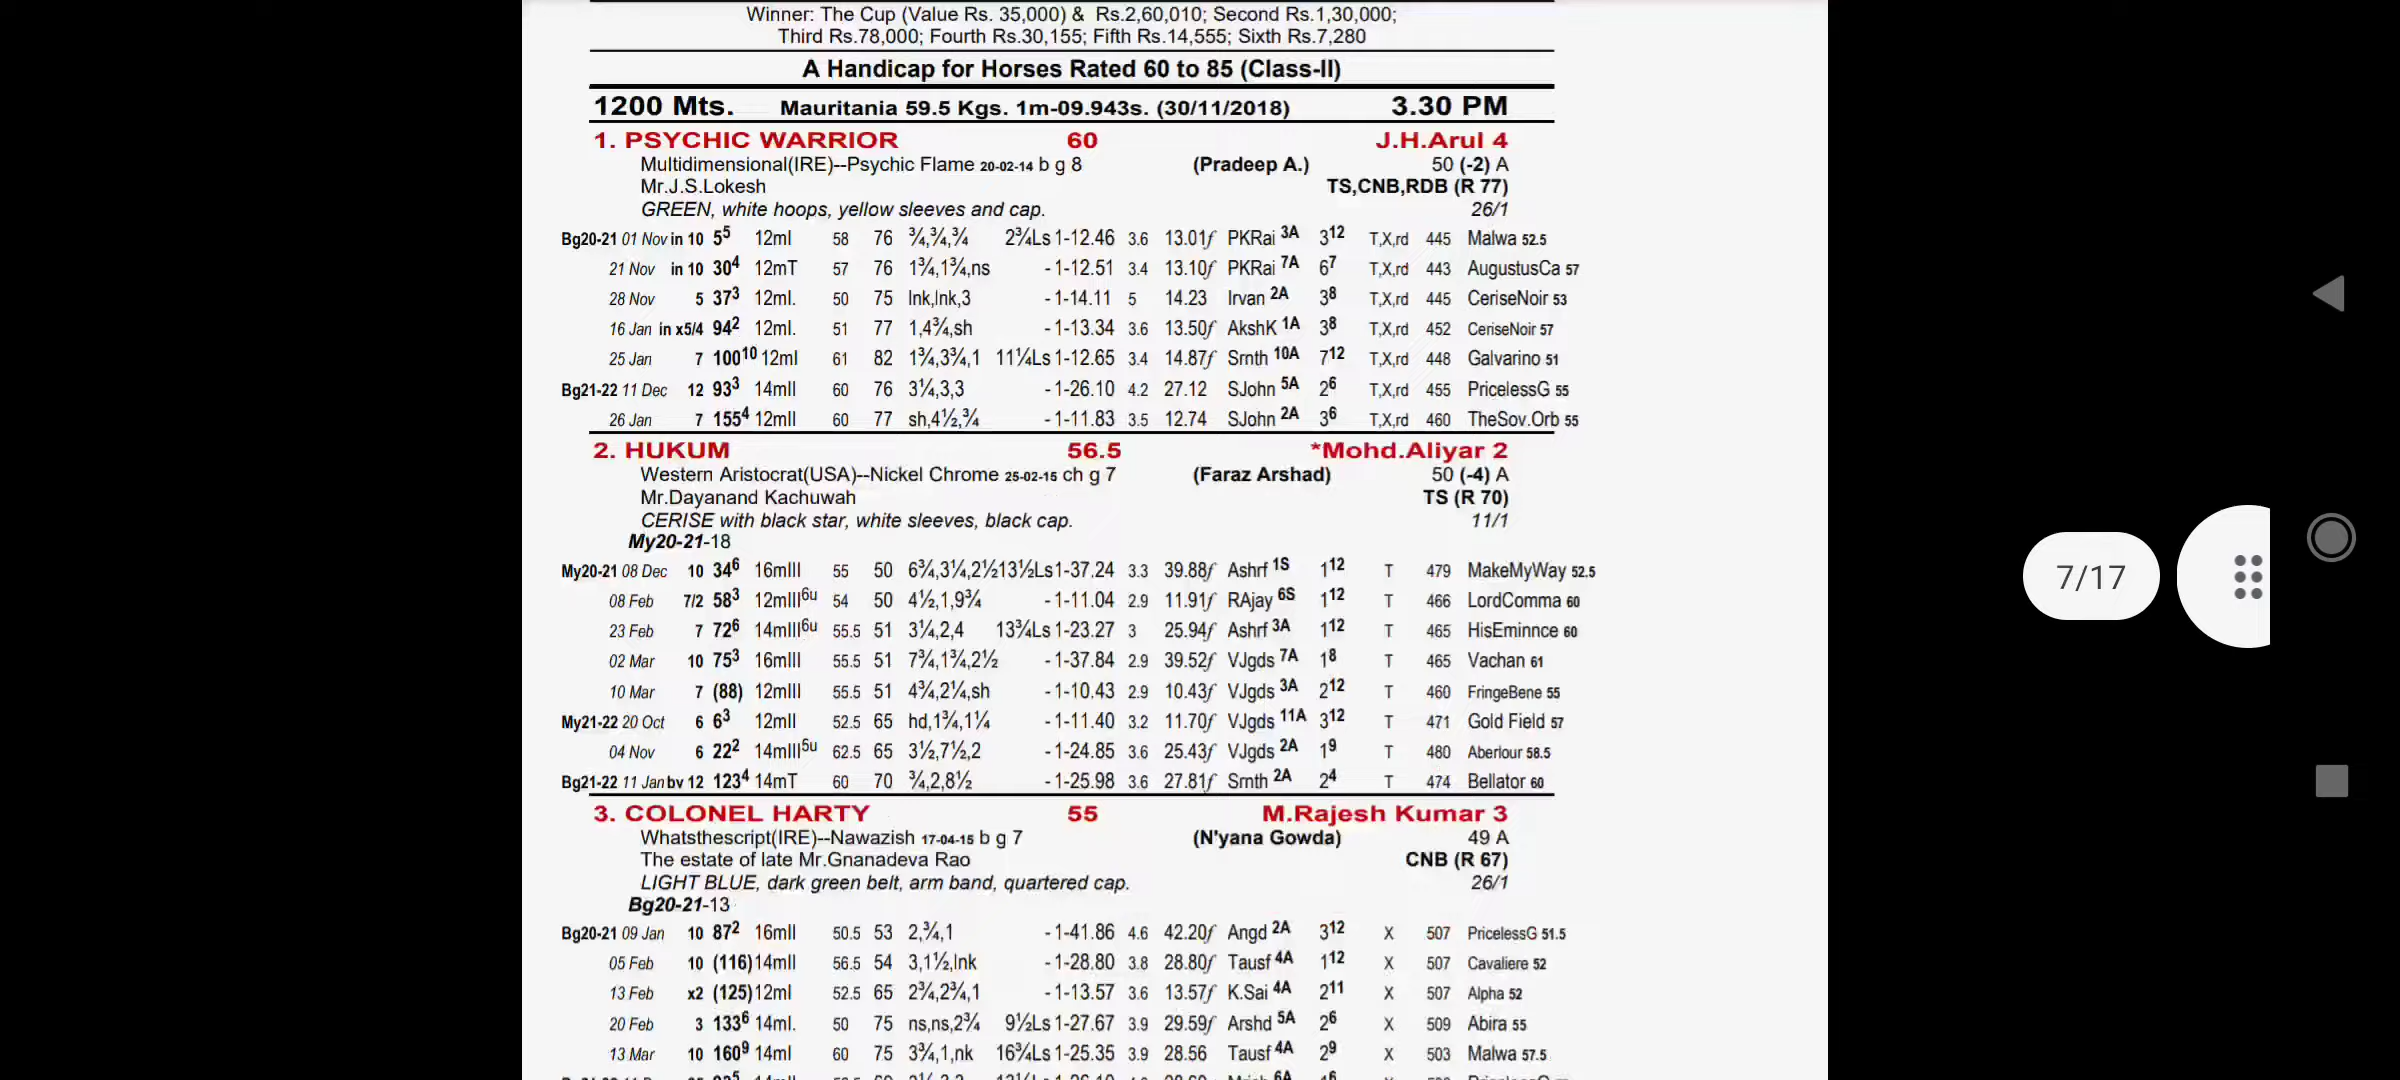 Winner: The Cup (Value Rs. 35,000) & Rs.2,60,010; Second Rs.1,30,000;
Third Rs.78,000; Fourth Rs.30,155; Fifth Rs.14,555; Sixth Rs.7,280
A Handicap for Horses Rated 60 to 85 (Class-II)
1200 Mts. Mauritania 59.5 Kgs. 1m-09.943s. (30/11/2018) 3.30 PM
1. PSYCHIC WARRIOR 60 J.H.Arul 4
Multidimensional(IRE)--Psychic Flame 20-02-14 b g 8 (Pradeep A.) 50 (-2) A
Mr.J.S.Lokesh TS,CNB,RDB (R 77)
GREEN, white hoops, yellow sleeves and cap. 26/1
Bg20-21 01 Nov in 10 5⁵ 12mI 58 76 ¾,¾,¾ 2¾Ls 1-12.46 3.6 13.01f PKRai 3A 3¹² T,X,rd 445 Malwa 52.5
21 Nov in 10 30⁴ 12mT 57 76 1¾,1¾,ns - 1-12.51 3.4 13.10f PKRai 7A 6⁷ T,X,rd 443 AugustusCa 57
28 Nov 5 37³ 12mI. 50 75 lnk,lnk,3 - 1-14.11 5 14.23 Irvan 2A 3⁸ T,X,rd 445 CeriseNoir 53
16 Jan in x5/4 94² 12mI. 51 77 1,4¾,sh - 1-13.34 3.6 13.50f AkshK 1A 3⁸ T,X,rd 452 CeriseNoir 57
25 Jan 7 100¹⁰ 12mI 61 82 1¾,3¾,1 11¼Ls 1-12.65 3.4 14.87f Srnth 10A 7¹² T,X,rd 448 Galvarino 51
Bg21-22 11 Dec 12 93³ 14mII 60 76 3¼,3,3 - 1-26.10 4.2 27.12 SJohn 5A 2⁶ T,X,rd 455 PricelessG 55
26 Jan 7 155⁴ 12mII 60 77 sh,4½,¾ - 1-11.83 3.5 12.74 SJohn 2A 3⁶ T,X,rd 460 TheSov.Orb 55
2. HUKUM 56.5 *Mohd.Aliyar 2
Western Aristocrat(USA)--Nickel Chrome 25-02-15 ch g 7 (Faraz Arshad) 50 (-4) A
Mr.Dayanand Kachuwah TS (R 70)
CERISE with black star, white sleeves, black cap. 11/1
My20-21-18
My20-21 08 Dec 10 34⁶ 16mIII 55 50 6¾,3¼,2½ 13½Ls 1-37.24 3.3 39.88f Ashrf 1S 1¹² T 479 MakeMyWay 52.5
08 Feb 7/2 58³ 12mIII⁶ᵘ 54 50 4½,1,9¾ - 1-11.04 2.9 11.91f RAjay 6S 1¹² T 466 LordComma 60
23 Feb 7 72⁶ 14mIII⁶ᵘ 55.5 51 3¼,2,4 13¾Ls 1-23.27 3 25.94f Ashrf 3A 1¹² T 465 HisEminnce 60
02 Mar 10 75³ 16mIII 55.5 51 7¾,1¾,2½ - 1-37.84 2.9 39.52f VJgds 7A 1⁸ T 465 Vachan 61
10 Mar 7 (88) 12mIII 55.5 51 4¾,2¼,sh - 1-10.43 2.9 10.43f VJgds 3A 2¹² T 460 FringeBene 55
My21-22 20 Oct 6 6³ 12mII 52.5 65 hd,1¾,1¼ - 1-11.40 3.2 11.70f VJgds 11A 3¹² T 471 Gold Field 57
04 Nov 6 22² 14mIII⁵ᵘ 62.5 65 3½,7½,2 - 1-24.85 3.6 25.43f VJgds 2A 1⁹ T 480 Aberlour 58.5
Bg21-22 11 Jan bv 12 123⁴ 14mT 60 70 ¾,2,8½ - 1-25.98 3.6 27.81f Srnth 2A 2⁴ T 474 Bellator 60
3. COLONEL HARTY 55 M.Rajesh Kumar 3
Whatsthescript(IRE)--Nawazish 17-04-15 b g 7 (N'yana Gowda) 49 A
The estate of late Mr.Gnanadeva Rao CNB (R 67)
LIGHT BLUE, dark green belt, arm band, quartered cap. 26/1
Bg20-21-13
Bg20-21 09 Jan 10 87² 16mII 50.5 53 2,¾,1 - 1-41.86 4.6 42.20f Angd 2A 3¹² X 507 PricelessG 51.5
05 Feb 10 (116) 14mII 56.5 54 3,1½,lnk - 1-28.80 3.8 28.80f Tausf 4A 1¹² X 507 Cavaliere 52
13 Feb x2 (125) 12mI 52.5 65 2¾,2¾,1 - 1-13.57 3.6 13.57f K.Sai 4A 2¹¹ X 507 Alpha 52
20 Feb 3 133⁶ 14mI. 50 75 ns,ns,2¾ 9½Ls 1-27.67 3.9 29.59f Arshd 5A 2⁶ X 509 Abira 55
13 Mar 10 160⁹ 14mI 60 75 3¾,1,nk 16¾Ls 1-25.35 3.9 28.56 Tausf 4A 2⁹ X 503 Malwa 57.5
7/17